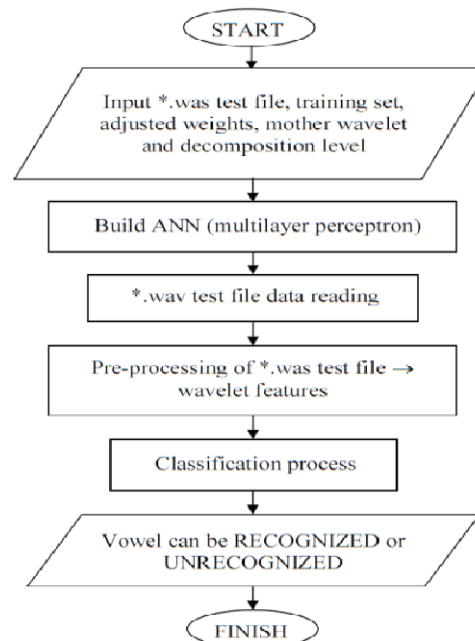 START
Input *.was test file, training set,
adjusted weights, mother wavelet
and decomposition level
Build ANN (multilayer perceptron)
*.wav test file data reading
Pre-processing of *.was test file →
wavelet features
Classification process
Vowel can be RECOGNIZED or
UNRECOGNIZED
FINISH